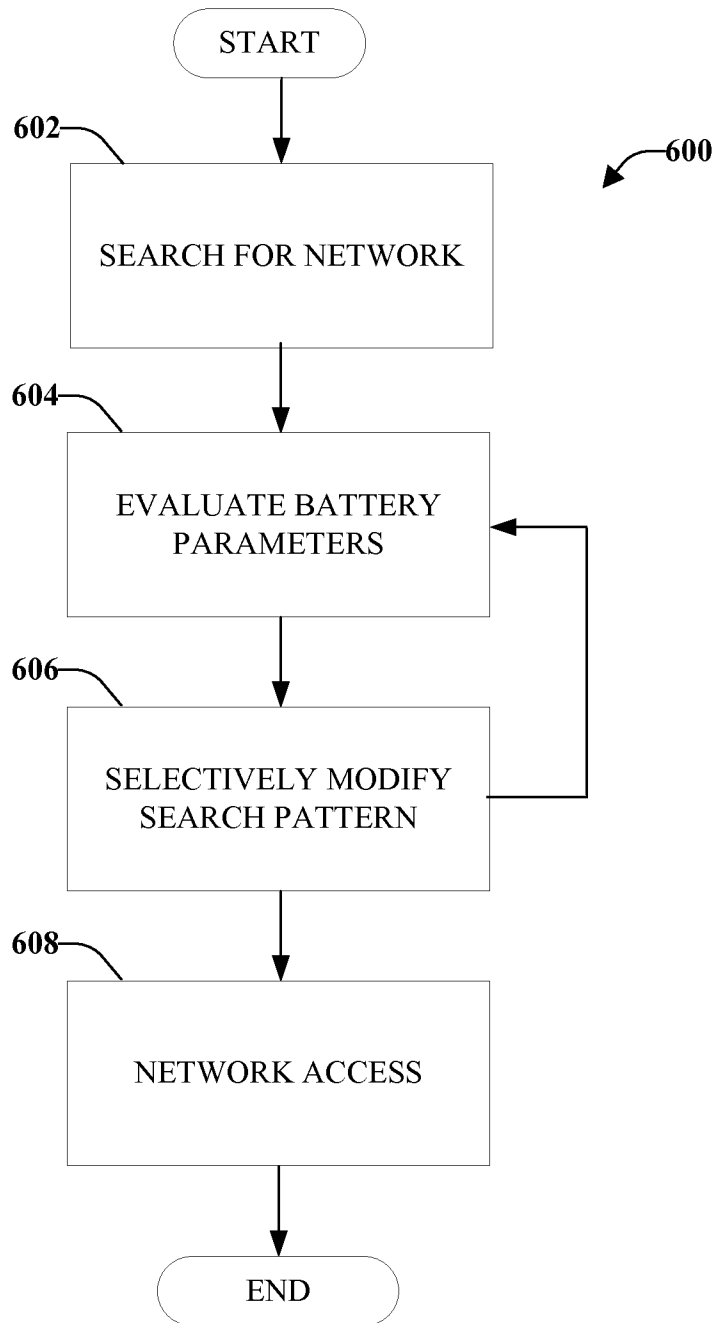 START
602
600
SEARCH FOR NETWORK
604
EVALUATE BATTERY
PARAMETERS
606
SELECTIVELY MODIFY
SEARCH PATTERN
608
NETWORK ACCESS
END